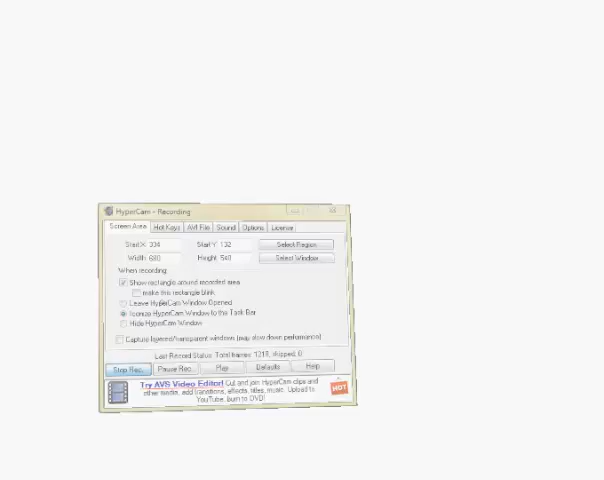 HyperCam - Recording
Screen Area Hot Keys AVI File Sound Options License
Start X: 334 Start Y: 132 Select Region
Width: 680 Height: 540 Select Window
When recording:
Show rectangle around recorded area
make this rectangle blink
Leave HyperCam Window Opened
Iconize HyperCam Window to the Task Bar
Hide HyperCam Window
Capture layered/transparent windows (may slow down performance)
Last Record Status: Total frames: 1218, skipped: 0
Stop Rec. Pause Rec. Play Defaults Help
Try AVS Video Editor! Cut and join HyperCam clips and
other media, add transitions, effects, titles, music. Upload to
YouTube, burn to DVD!
HOT